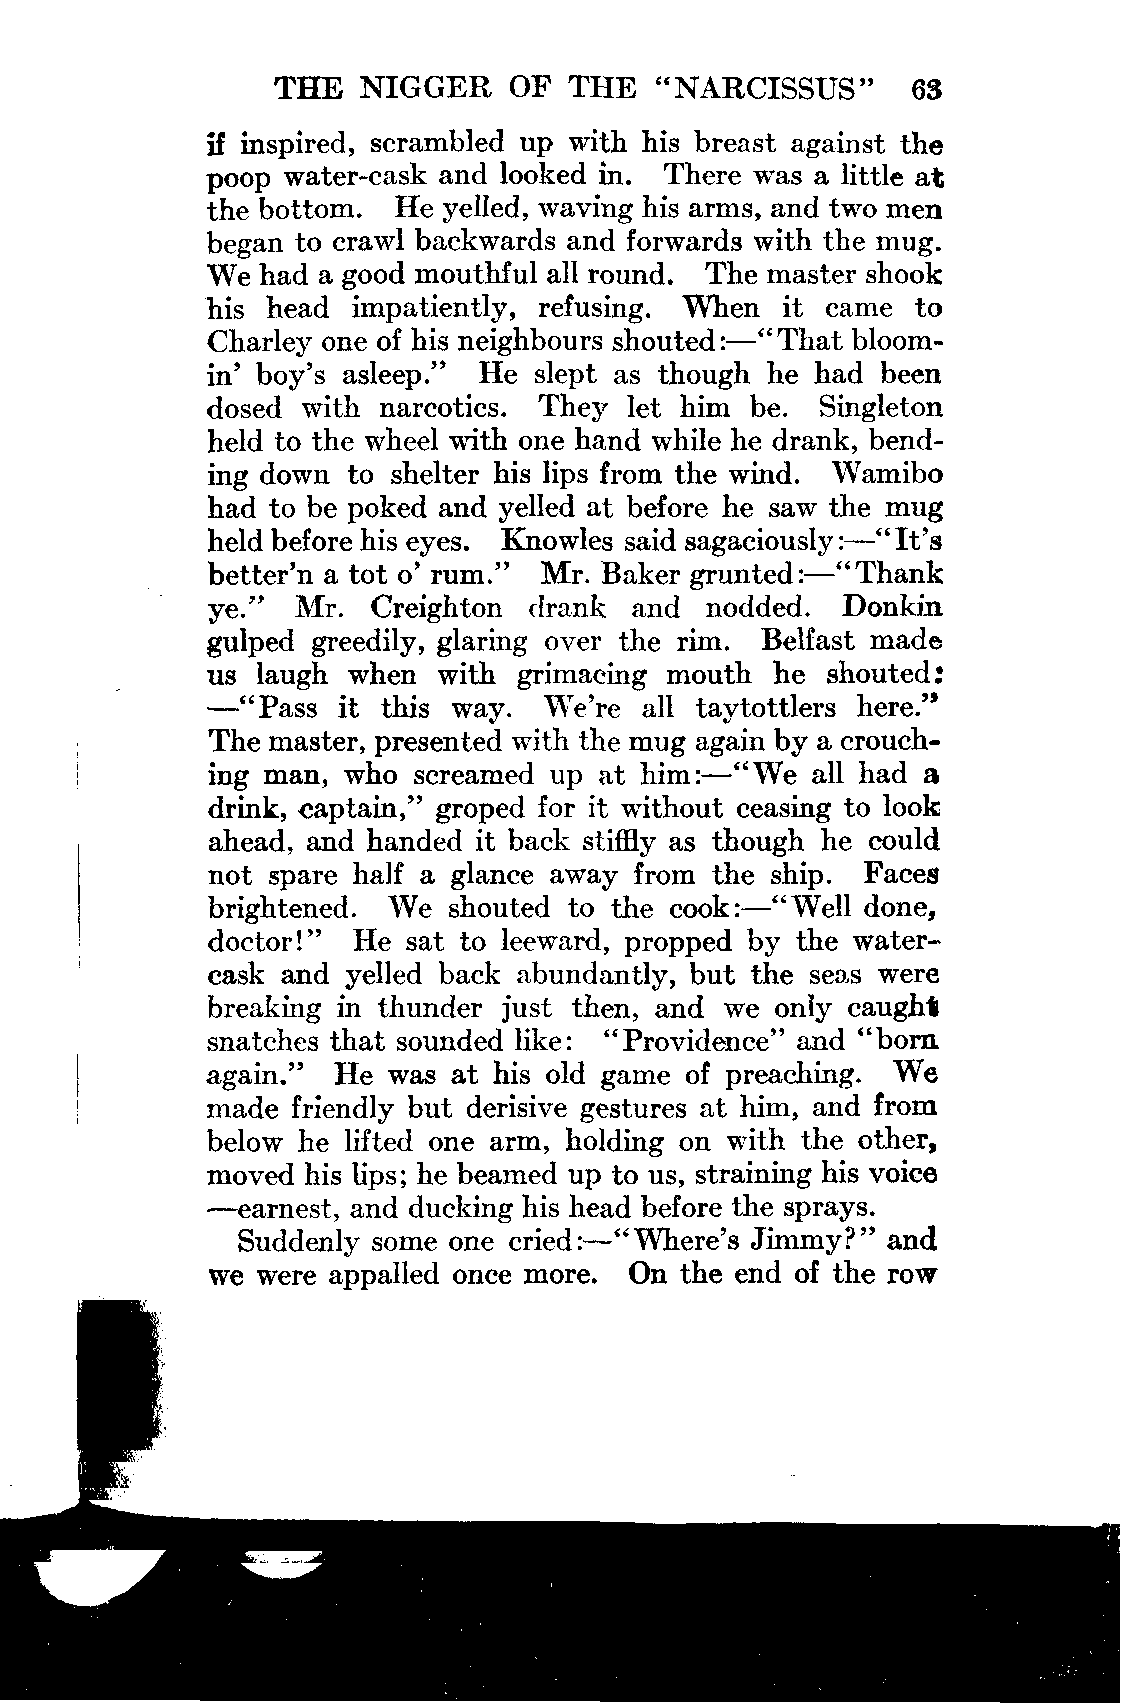 THE NIGGER OF THE "NARCISSUS" 63
if inspired, scrambled up with his breast against the
poop water-cask and looked in. There was a little at
the bottom. He yelled, waving his arms, and two men
began to crawl backwards and forwards with the mug.
We had a good mouthful all round. The master shook
his head impatiently, refusing. When it came to
Charley one of his neighbours shouted:—"That bloom-
in' boy's asleep." He slept as though he had been
dosed with narcotics. They let him be. Singleton
held to the wheel with one hand while he drank, bend-
ing down to shelter his lips from the wind. Wamibo
had to be poked and yelled at before he saw the mug
held before his eyes. Knowles said sagaciously:—"It's
better'n a tot o' rum." Mr. Baker grunted:—"Thank
ye." Mr. Creighton drank and nodded. Donkin
gulped greedily, glaring over the rim. Belfast made
us laugh when with grimacing mouth he shouted:
—"Pass it this way. We're all taytottlers here."
The master, presented with the mug again by a crouch-
ing man, who screamed up at him:—"We all had a
drink, captain," groped for it without ceasing to look
ahead, and handed it back stiffly as though he could
not spare half a glance away from the ship. Faces
brightened. We shouted to the cook:—"Well done,
doctor!" He sat to leeward, propped by the water-
cask and yelled back abundantly, but the seas were
breaking in thunder just then, and we only caught
snatches that sounded like: "Providence" and "born
again." He was at his old game of preaching. We
made friendly but derisive gestures at him, and from
below he lifted one arm, holding on with the other,
moved his lips; he beamed up to us, straining his voice
—earnest, and ducking his head before the sprays.
Suddenly some one cried:—"Where's Jimmy?" and
we were appalled once more. On the end of the row